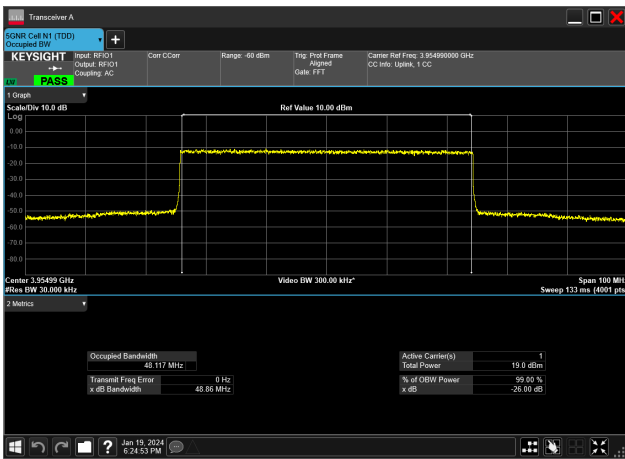 Transceiver A
5GNR Cell N1 (TDD)
Occupied BW
KEYSIGHT
PASS
Input: RFIO1
Output: RFIO1
Coupling: AC
Corr CCorr
Range: -60 dBm
Trig: Prot Frame
Aligned
Gate: FFT
Carrier Ref Freq: 3.954990000 GHz
CC Info: Uplink, 1 CC
1 Graph
Scale/Div 10.0 dB
Ref Value 10.00 dBm
Log
0.00
-10.0
-20.0
-30.0
-40.0
-50.0
-60.0
-70.0
-80.0
Center 3.95499 GHz
Video BW 300.00 kHz*
Span 100 MHz
#Res BW 30.000 kHz
Sweep 133 ms (4001 pts)
2 Metrics
Occupied Bandwidth
48.117 MHz
Transmit Freq Error 0 Hz
x dB Bandwidth 48.86 MHz
Active Carrier(s) 1
Total Power 19.0 dBm
% of OBW Power 99.00 %
x dB -26.00 dB
Jan 19, 2024
6:24:53 PM